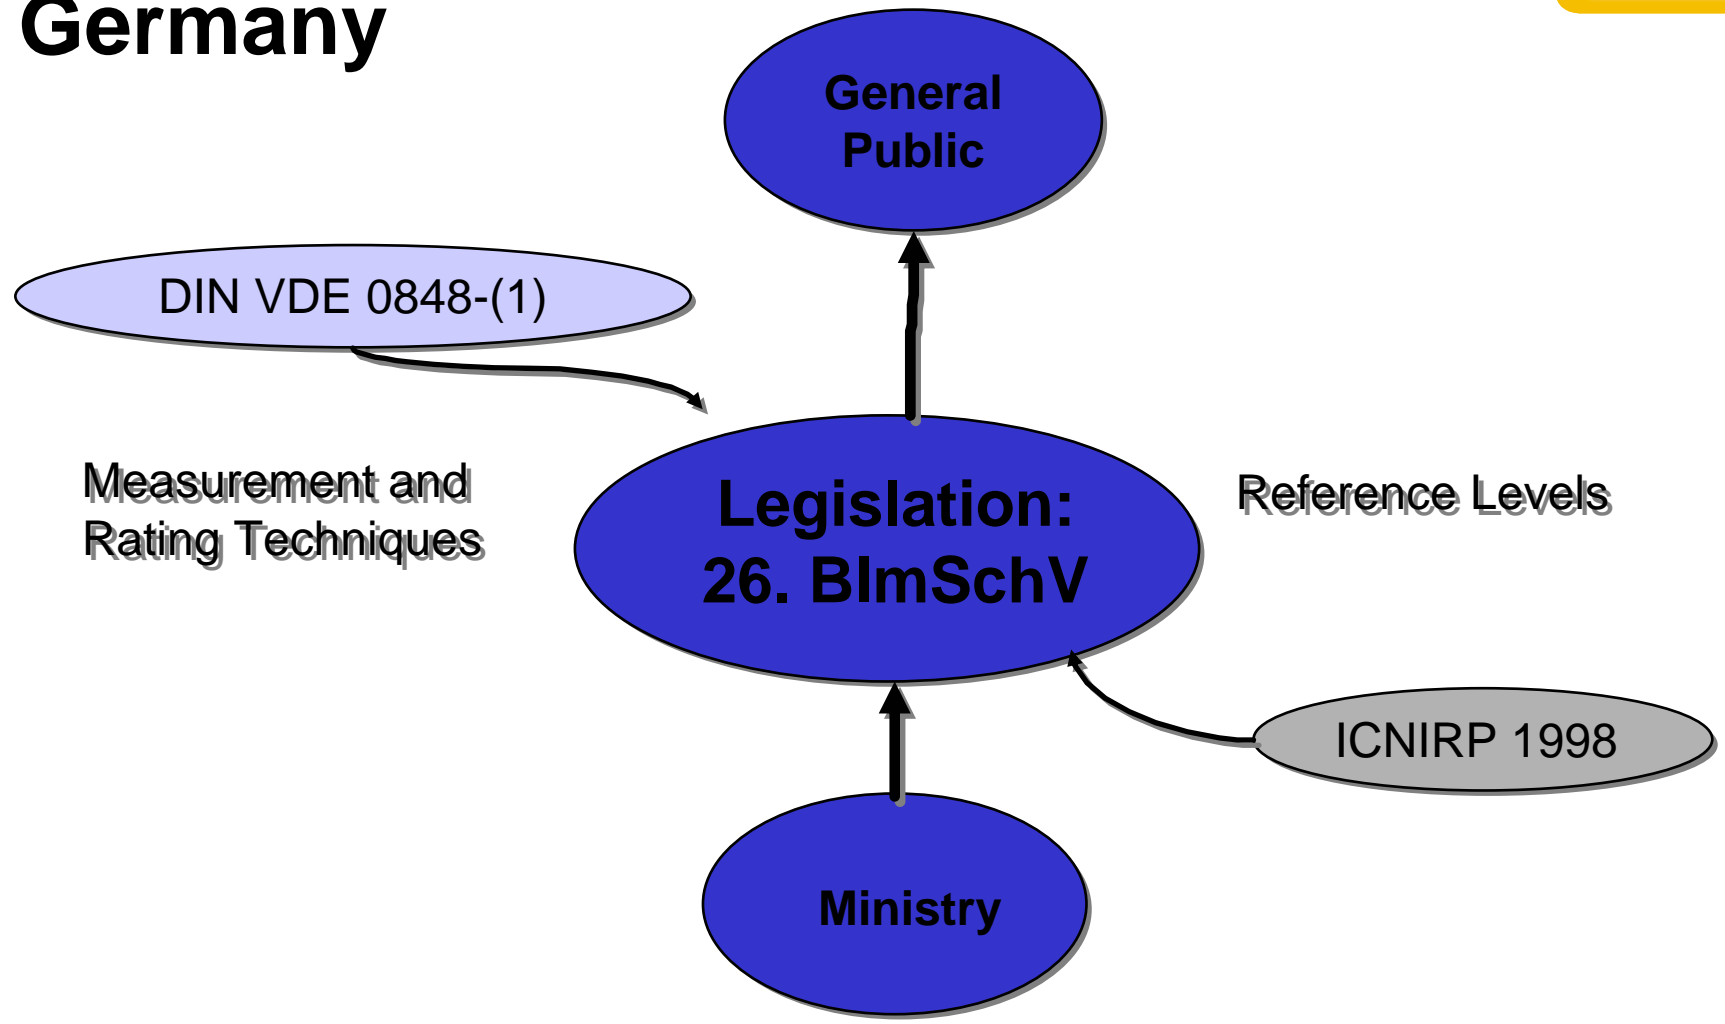 Germany
General
Public
DIN VDE 0848-(1)
Measurement and
Rating Techniques
Legislation:
26. BImSchV
Reference Levels
ICNIRP 1998
Ministry